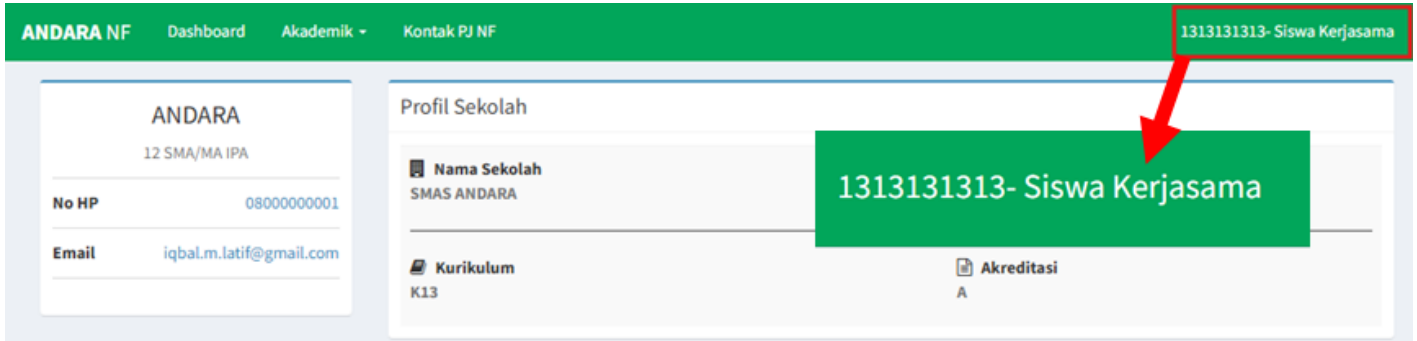 ANDARA NF Dashboard Akademik Kontak PJ NF 1313131313- Siswa Kerjasama
ANDARA
12 SMA/MA IPA
No HP 08000000001
Email iqbal.m.latif@gmail.com
Profil Sekolah
Nama Sekolah
SMAS ANDARA
1313131313- Siswa Kerjasama
Kurikulum
K13
Akreditasi
A